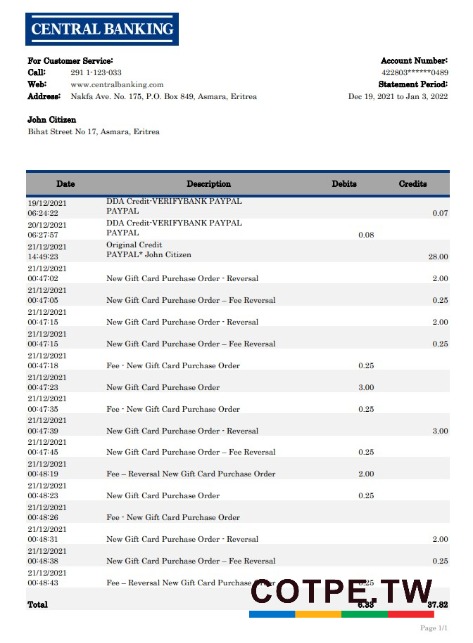 CENTRAL BANKING
For Customer Service: Account Number:
Call: 291 1-123-033 422803******0489
Web: www.centralbanking.com Statement Period:
Address: Nakfa Ave. No. 175, P.O. Box 849, Asmara, Eritrea Dec 19, 2021 to Jan 3, 2022
John Citizen
Bihat Street No 17, Asmara, Eritrea
Date Description Debits Credits
19/12/2021 DDA Credit-VERIFYBANK PAYPAL
06:24:22 PAYPAL 0.07
20/12/2021 DDA Credit-VERIFYBANK PAYPAL
06:27:57 PAYPAL 0.08
21/12/2021 Original Credit
14:49:23 PAYPAL* John Citizen 28.00
21/12/2021
00:47:02 New Gift Card Purchase Order - Reversal 2.00
21/12/2021
00:47:05 New Gift Card Purchase Order – Fee Reversal 0.25
21/12/2021
00:47:15 New Gift Card Purchase Order - Reversal 2.00
21/12/2021
00:47:15 New Gift Card Purchase Order – Fee Reversal 0.25
21/12/2021
00:47:18 Fee - New Gift Card Purchase Order 0.25
21/12/2021
00:47:23 New Gift Card Purchase Order 3.00
21/12/2021
00:47:35 Fee - New Gift Card Purchase Order 0.25
21/12/2021
00:47:39 New Gift Card Purchase Order - Reversal 3.00
21/12/2021
00:47:45 New Gift Card Purchase Order – Fee Reversal 0.25
21/12/2021
00:48:19 Fee – Reversal New Gift Card Purchase Order 2.00
21/12/2021
00:48:23 New Gift Card Purchase Order 0.25
21/12/2021
00:48:26 Fee - New Gift Card Purchase Order
21/12/2021
00:48:31 New Gift Card Purchase Order - Reversal 2.00
21/12/2021
00:48:38 New Gift Card Purchase Order – Fee Reversal 0.25
21/12/2021
00:48:43 Fee – Reversal New Gift Card Purchase Order 0.25
COTPE.TW
Total 6.33 37.82
Page 1/1